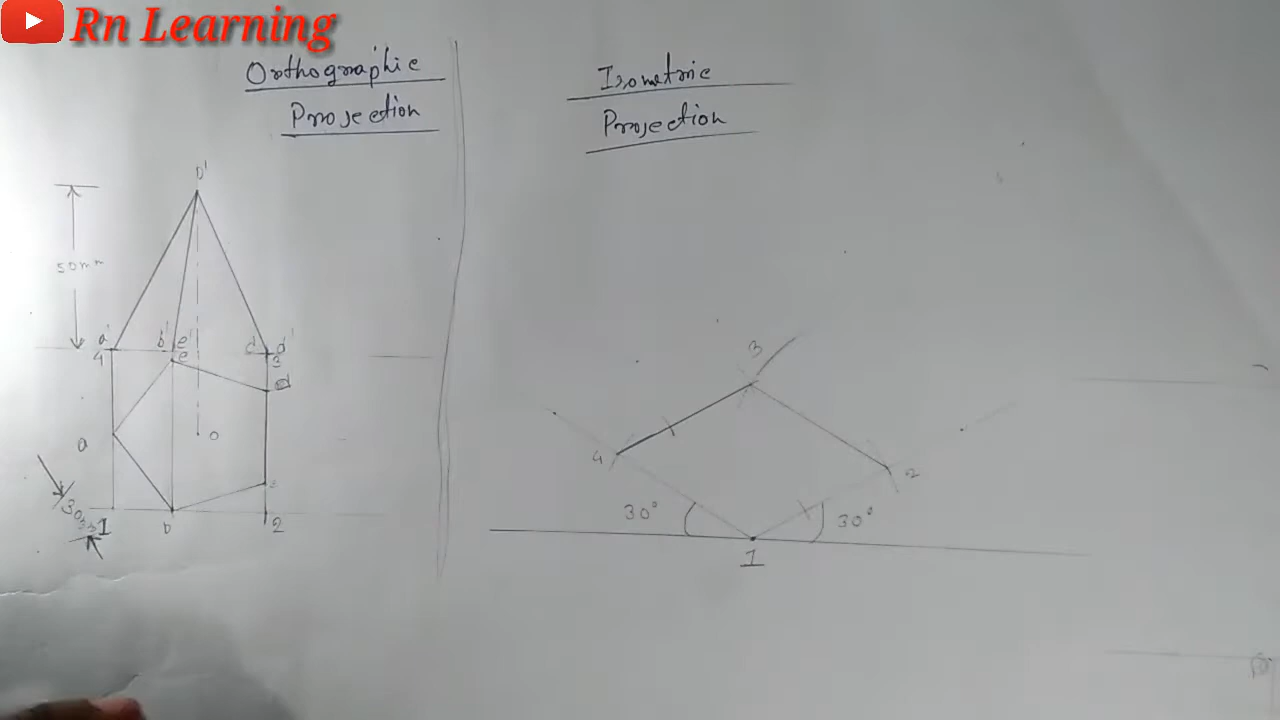 Rn Learning
Orthographic
Projection
Isometric
Projection
o'
50mm
a' b' e' c' d'
4 e 3
d
a o
c
30
1 b 2
3
4 2
30° 30°
1